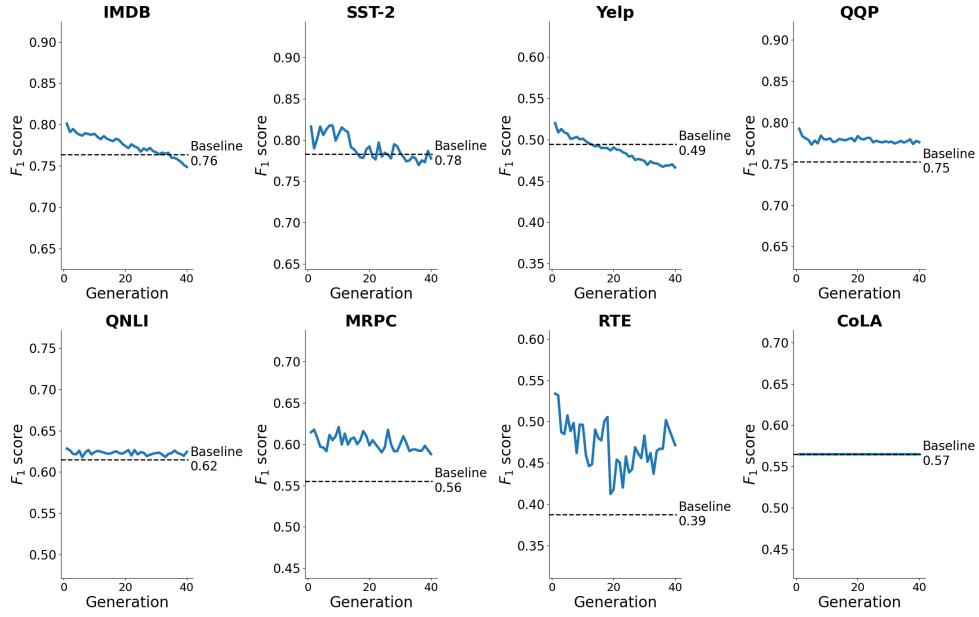 IMDB
0.90
0.85
0.80
0.75
0.70
0.65
F1 score
Baseline
0.76
0
20
40
Generation
SST-2
0.90
0.85
0.80
0.75
0.70
0.65
F1 score
Baseline
0.78
0
20
40
Generation
Yelp
0.60
0.55
0.50
0.45
0.40
0.35
F1 score
Baseline
0.49
0
20
40
Generation
QQP
0.90
0.85
0.80
0.75
0.70
0.65
F1 score
Baseline
0.75
0
20
40
Generation
QNLI
0.75
0.70
0.65
0.60
0.55
0.50
F1 score
Baseline
0.62
0
20
40
Generation
MRPC
0.70
0.65
0.60
0.55
0.50
0.45
F1 score
Baseline
0.56
0
20
40
Generation
RTE
0.60
0.55
0.50
0.45
0.40
0.35
F1 score
Baseline
0.39
0
20
40
Generation
CoLA
0.70
0.65
0.60
0.55
0.50
0.45
F1 score
Baseline
0.57
0
20
40
Generation